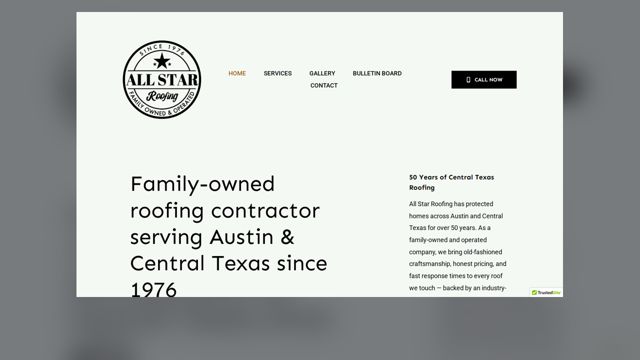 SINCE 1976
ALL STAR
Roofing
FAMILY OWNED & OPERATED
HOME SERVICES GALLERY BULLETIN BOARD
CONTACT
CALL NOW
Family-owned
roofing contractor
serving Austin &
Central Texas since
1976
50 Years of Central Texas
Roofing
All Star Roofing has protected
homes across Austin and Central
Texas for over 50 years. As a
family-owned and operated
company, we bring old-fashioned
craftsmanship, honest pricing, and
fast response times to every roof
we touch — backed by an industry-
TrustedSite